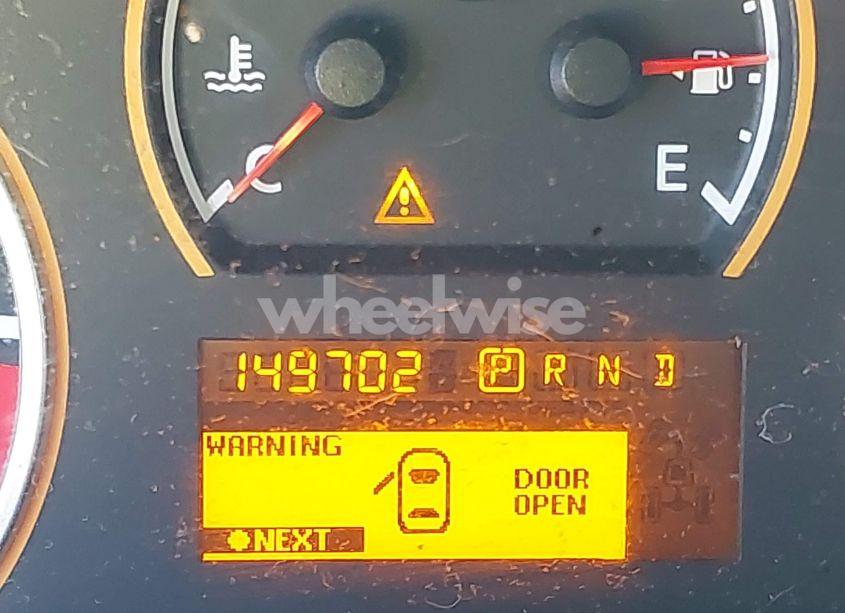 C
E
wheelwise
149702 P R N D
WARNING
DOOR
OPEN
NEXT